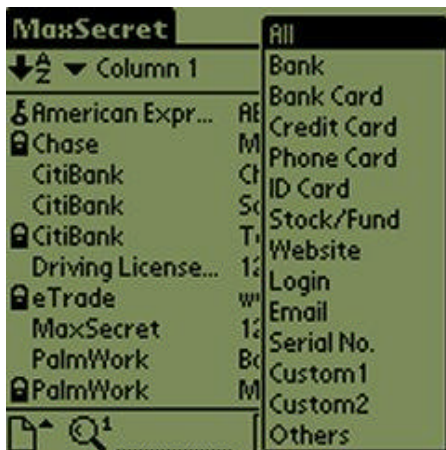 MaxSecret
Column 1
American Expr...
Chase
CitiBank
CitiBank
CitiBank
Driving License...
eTrade
MaxSecret
PalmWork
PalmWork
All
Bank
Bank Card
Credit Card
Phone Card
ID Card
Stock/Fund
Website
Login
Email
Serial No.
Custom1
Custom2
Others